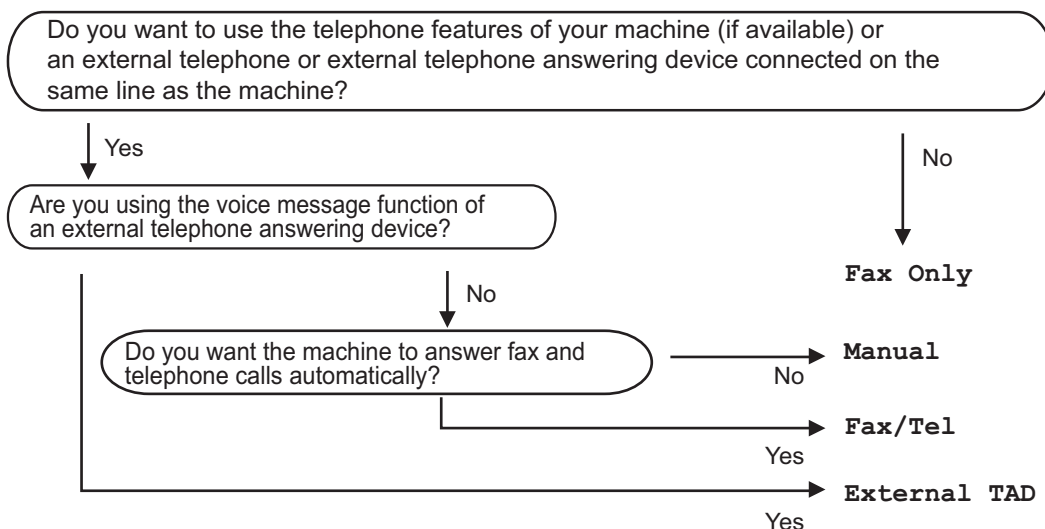 Do you want to use the telephone features of your machine (if available) or
an external telephone or external telephone answering device connected on the
same line as the machine?
Yes
No
Are you using the voice message function of
an external telephone answering device?
Fax Only
No
Do you want the machine to answer fax and
telephone calls automatically?
Manual
No
Fax/Tel
Yes
External TAD
Yes